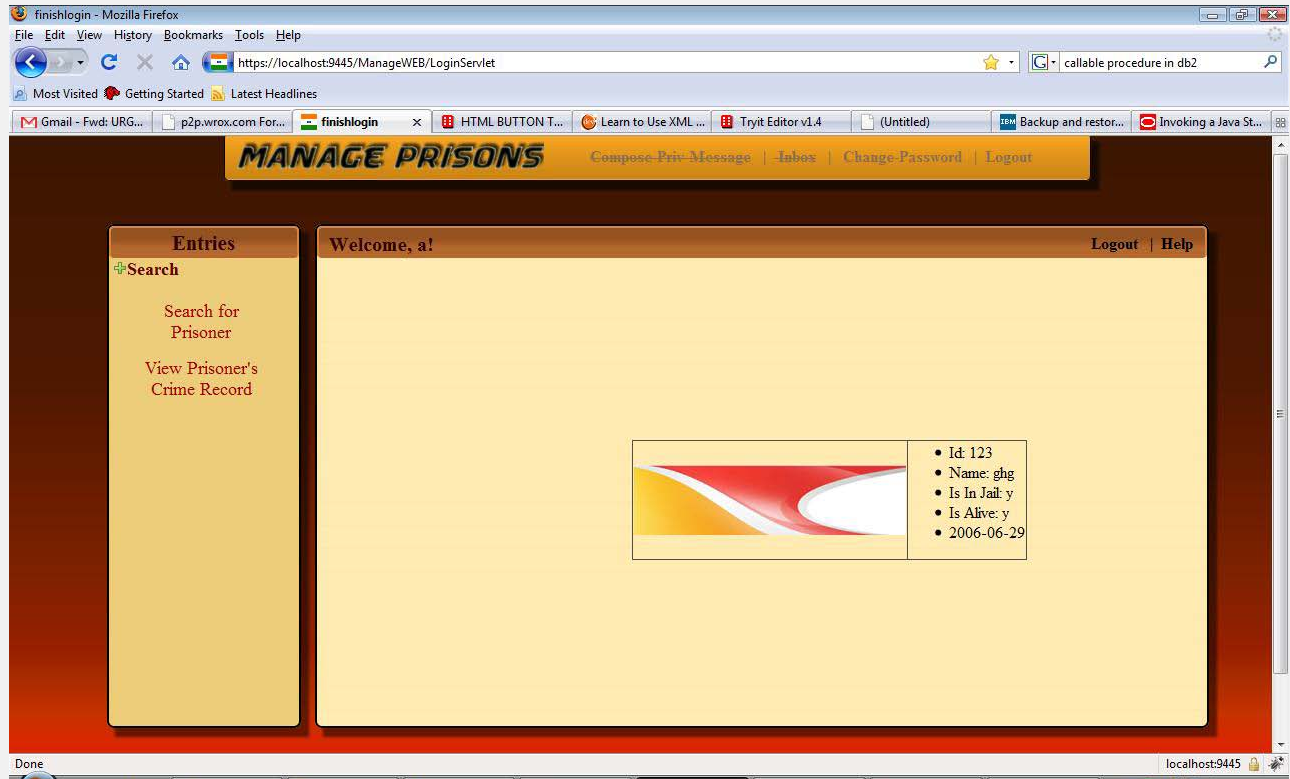 finishlogin - Mozilla Firefox
File Edit View History Bookmarks Tools Help
https://localhost:9445/ManageWEB/LoginServlet
G
callable procedure in db2
Most Visited Getting Started Latest Headlines
Gmail - Fwd: URG... p2p.wrox.com For... finishlogin HTML BUTTON T... Learn to Use XML ... Tryit Editor v1.4 (Untitled) IBM Backup and restor... Invoking a Java St...
MANAGE PRISONS
Compose Priv Message | Inbox | Change Password | Logout
Entries
Search
Search for
Prisoner
View Prisoner's
Crime Record
Welcome, a!
Logout | Help
Id: 123
Name: ghg
Is In Jail: y
Is Alive: y
2006-06-29
Done
localhost:9445